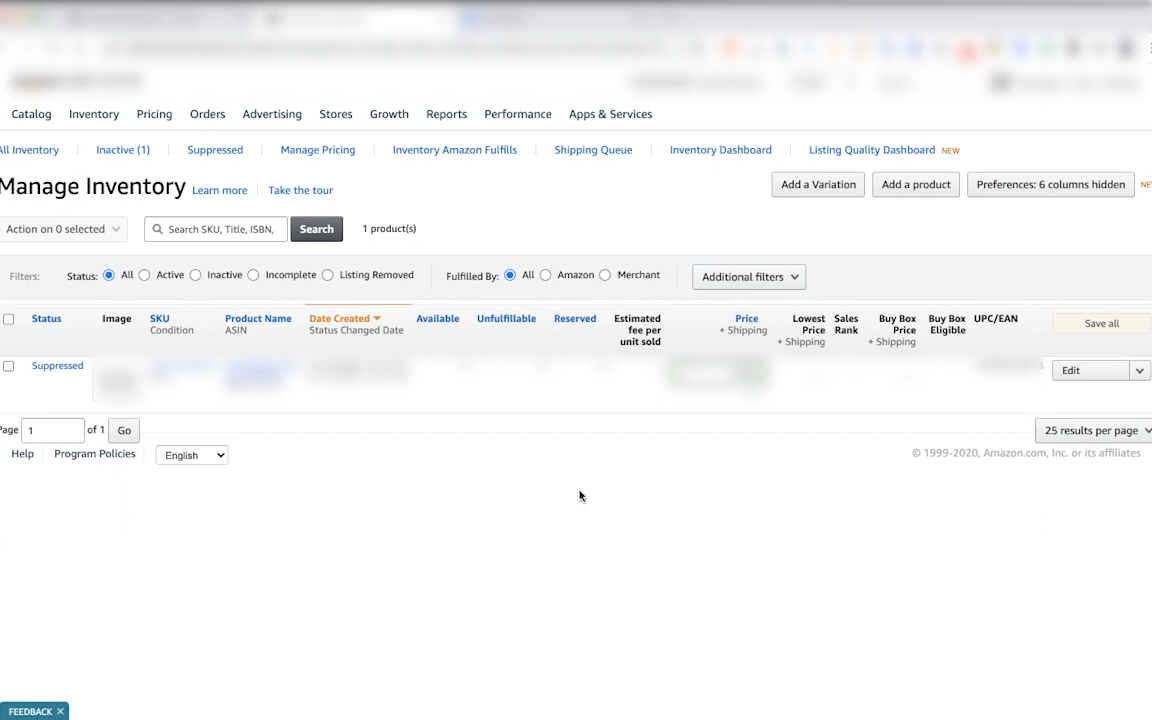 Catalog Inventory Pricing Orders Advertising Stores Growth Reports Performance Apps & Services
All Inventory Inactive (1) Suppressed Manage Pricing Inventory Amazon Fulfills Shipping Queue Inventory Dashboard Listing Quality Dashboard NEW
Manage Inventory Learn more Take the tour Add a Variation Add a product Preferences: 6 columns hidden NE
Action on 0 selected Search SKU, Title, ISBN, Search 1 product(s)
Filters: Status: All Active Inactive Incomplete Listing Removed Fulfilled By: All Amazon Merchant Additional filters
Status Image SKU Product Name Date Created Available Unfulfillable Reserved Estimated Price Lowest Sales Buy Box Buy Box UPC/EAN Save all
Condition ASIN Status Changed Date fee per + Shipping Price Rank Price Eligible
unit sold + Shipping + Shipping
Suppressed Edit
Page 1 of 1 Go 25 results per page
Help Program Policies English © 1999-2020, Amazon.com, Inc. or its affiliates
FEEDBACK ×